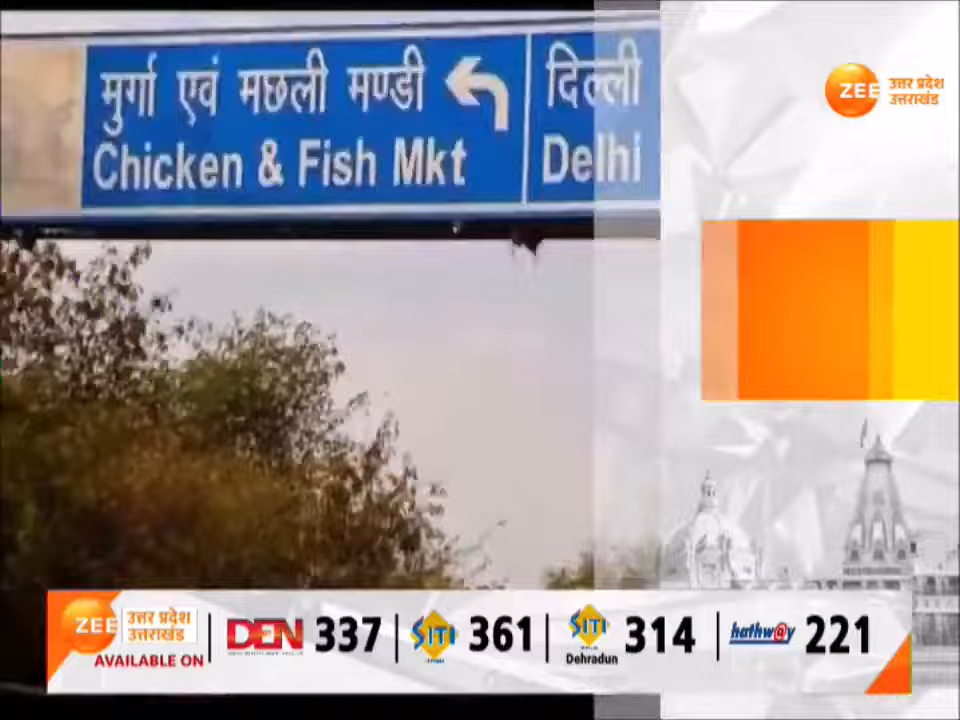 मुर्गा एवं मछली मण्डी
Chicken & Fish Mkt
दिल्ली
Delhi
ZEE उत्तर प्रदेश
उत्तराखंड
ZEE उत्तर प्रदेश
उत्तराखंड
AVAILABLE ON
DEN 337
SITI 361
SITI
Dehradun
314
hathw@y 221